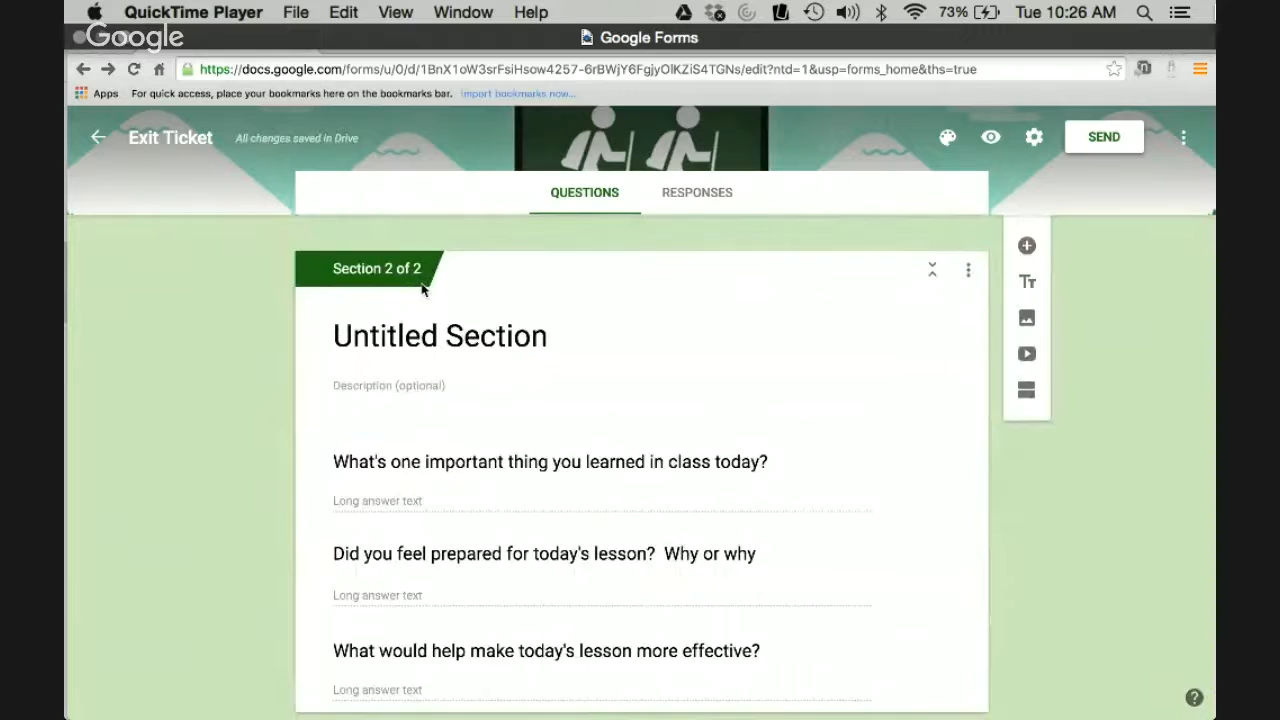 QuickTime Player File Edit View Window Help 73% Tue 10:26 AM
Google
Google Forms
https://docs.google.com/forms/u/0/d/1BnX1oW3srFsiHsow4257-6rBWjY6FgjyOlKZiS4TGNs/edit?ntd=1&usp=forms_home&ths=true
Apps For quick access, place your bookmarks here on the bookmarks bar. Import bookmarks now...
Exit Ticket All changes saved in Drive SEND
QUESTIONS RESPONSES
Section 2 of 2
Tт
Untitled Section
Description (optional)
What's one important thing you learned in class today?
Long answer text
Did you feel prepared for today's lesson? Why or why
Long answer text
What would help make today's lesson more effective?
Long answer text